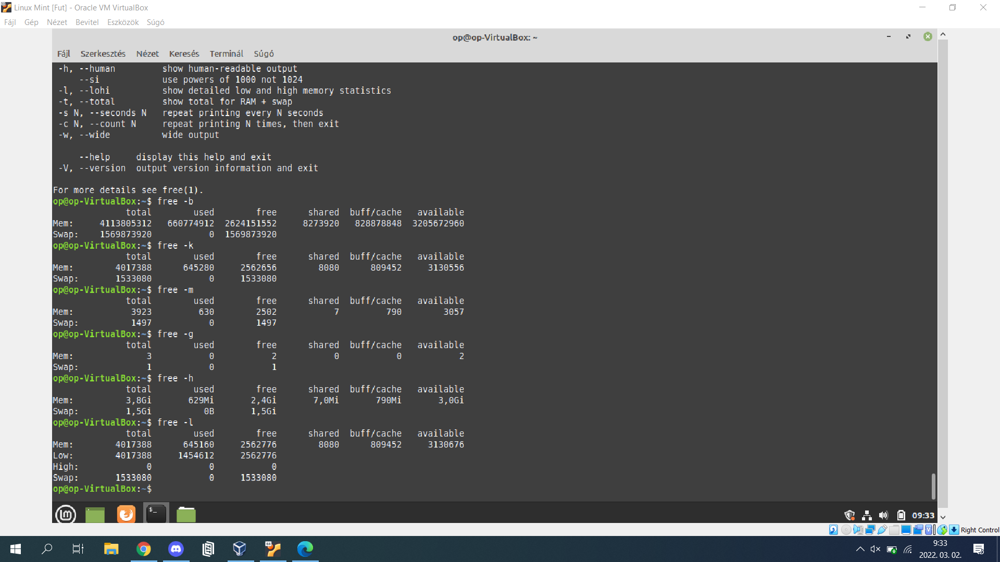 Linux Mint [Fut] - Oracle VM VirtualBox
Fájl Gép Nézet Bevitel Eszközök Súgó
op@op-VirtualBox: ~
Fájl Szerkesztés Nézet Keresés Terminál Súgó
 -h, --human         show human-readable output
     --si            use powers of 1000 not 1024
 -l, --lohi          show detailed low and high memory statistics
 -t, --total         show total for RAM + swap
 -s N, --seconds N   repeat printing every N seconds
 -c N, --count N     repeat printing N times, then exit
 -w, --wide          wide output
     --help     display this help and exit
 -V, --version  output version information and exit
For more details see free(1).
op@op-VirtualBox:~$ free -b
              total        used        free      shared  buff/cache   available
Mem:     4113805312   660774912  2624151552     8273920   828878848  3205672960
Swap:    1569873920           0  1569873920
op@op-VirtualBox:~$ free -k
              total        used        free      shared  buff/cache   available
Mem:        4017388      645280     2562656        8080      809452     3130556
Swap:       1533080           0     1533080
op@op-VirtualBox:~$ free -m
              total        used        free      shared  buff/cache   available
Mem:           3923         630        2502           7         790        3057
Swap:          1497           0        1497
op@op-VirtualBox:~$ free -g
              total        used        free      shared  buff/cache   available
Mem:              3           0           2           0           0           2
Swap:             1           0           1
op@op-VirtualBox:~$ free -h
              total        used        free      shared  buff/cache   available
Mem:          3,8Gi       629Mi       2,4Gi       7,0Mi       790Mi       3,0Gi
Swap:         1,5Gi          0B       1,5Gi
op@op-VirtualBox:~$ free -l
              total        used        free      shared  buff/cache   available
Mem:        4017388      645160     2562776        8080      809452     3130676
Low:        4017388     1454612     2562776
High:             0           0           0
Swap:       1533080           0     1533080
op@op-VirtualBox:~$
$_
09:33
Right Control
64
9:33
2022. 03. 02.